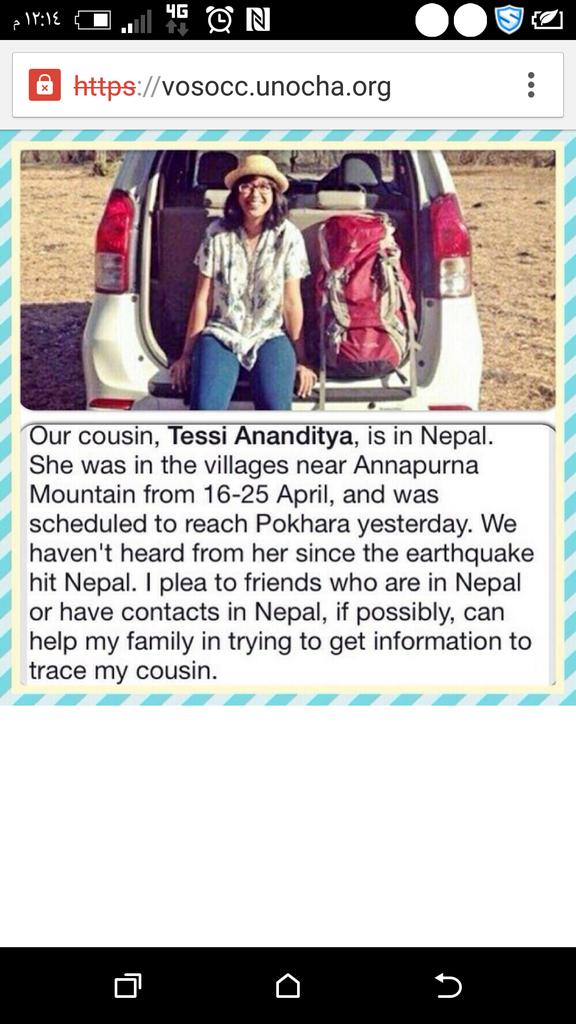 م ١٢:١٤
4G
https://vosocc.unocha.org
Our cousin, Tessi Ananditya, is in Nepal.
She was in the villages near Annapurna
Mountain from 16-25 April, and was
scheduled to reach Pokhara yesterday. We
haven't heard from her since the earthquake
hit Nepal. I plea to friends who are in Nepal
or have contacts in Nepal, if possibly, can
help my family in trying to get information to
trace my cousin.